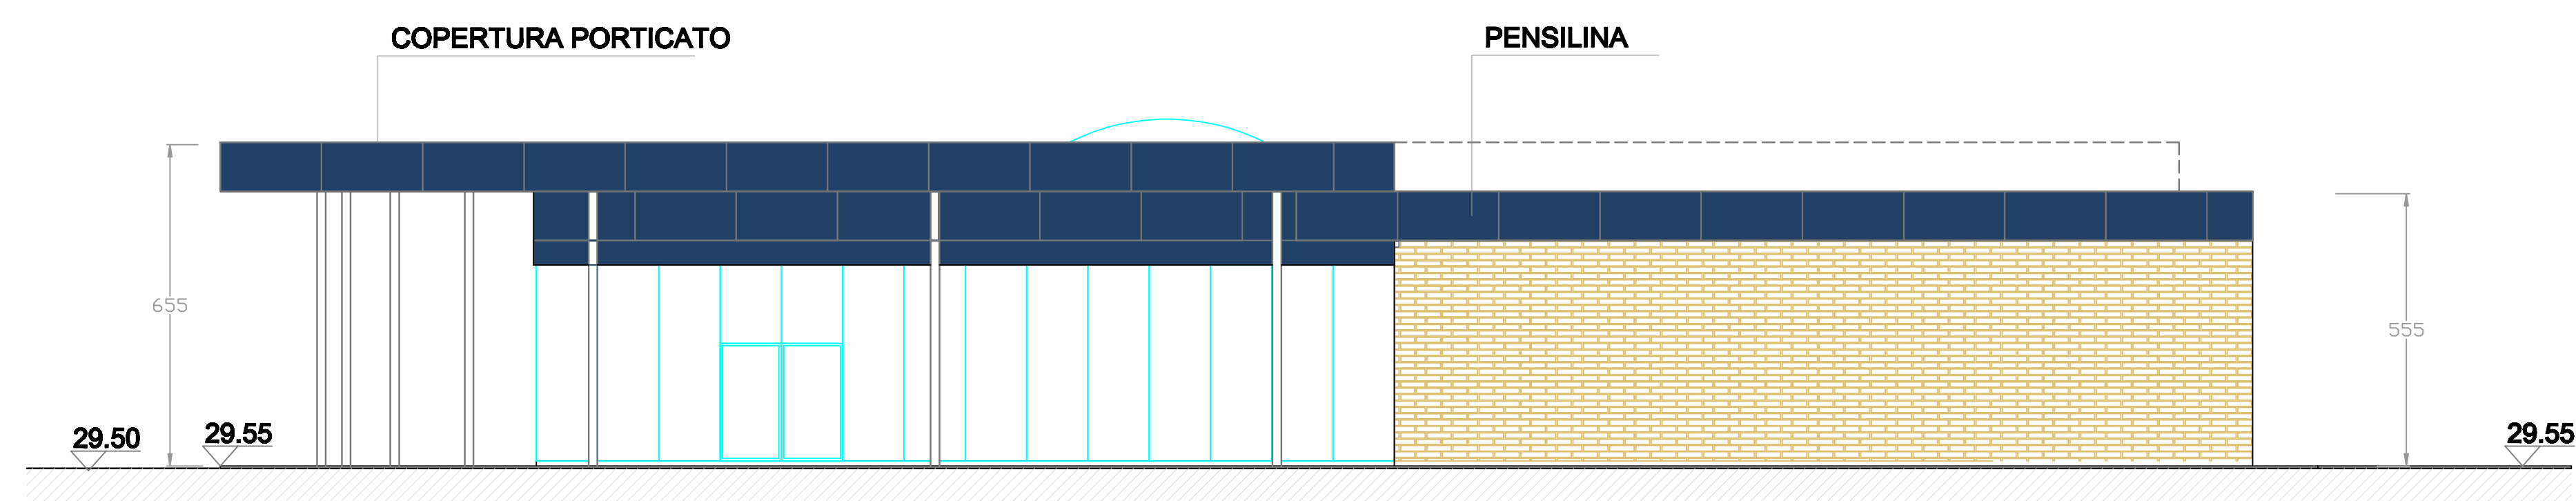 COPERTURA PORTICATO
PENSILINA
655
555
29.50
29.55
29.55